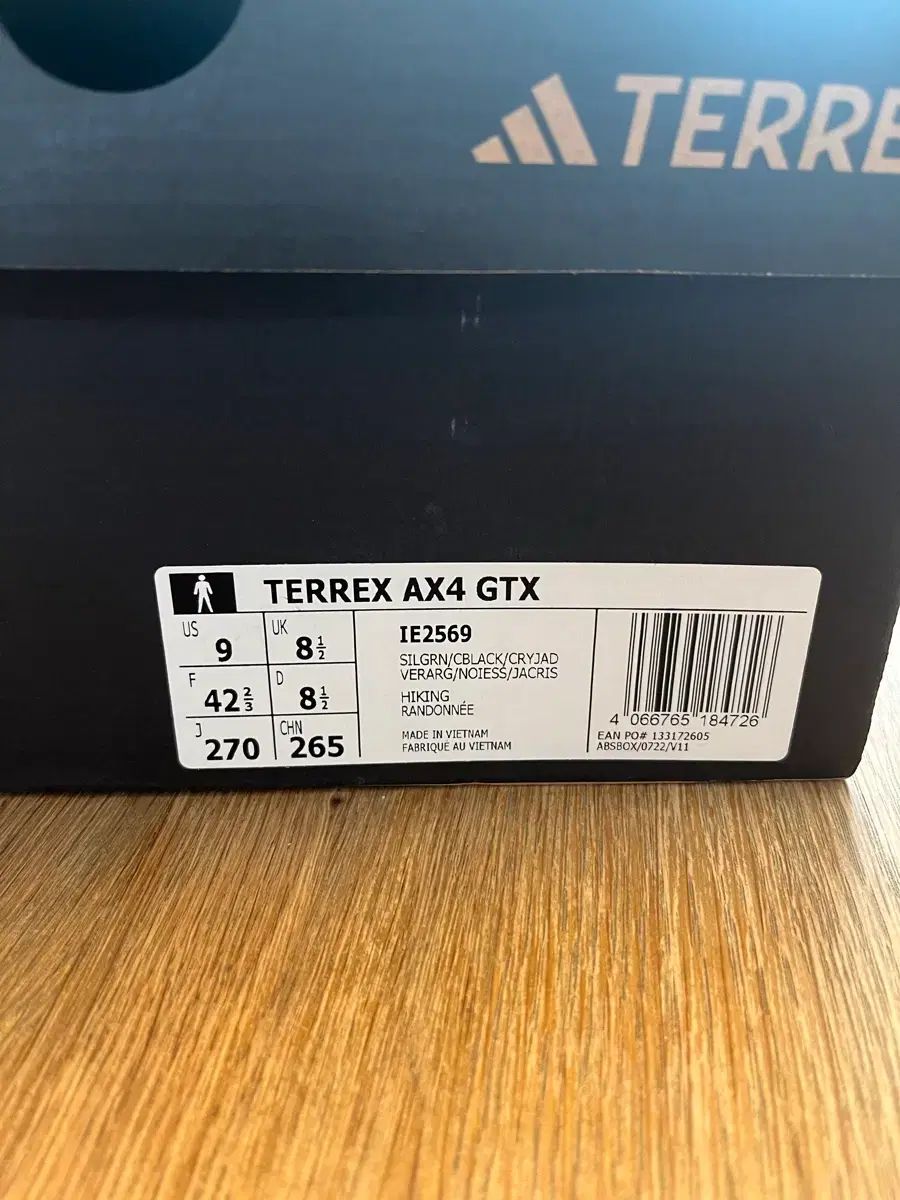 TERRE
TERREX AX4 GTX
US 9 UK 8½
F 42⅔ D 8½
J 270 CHN 265
IE2569
SILGRN/CBLACK/CRYJAD
VERARG/NOIESS/JACRIS
HIKING
RANDONNÉE
MADE IN VIETNAM
FABRIQUÉ AU VIETNAM
4 066765 184726
EAN PO# 133172605
ABSBOX/0722/V11